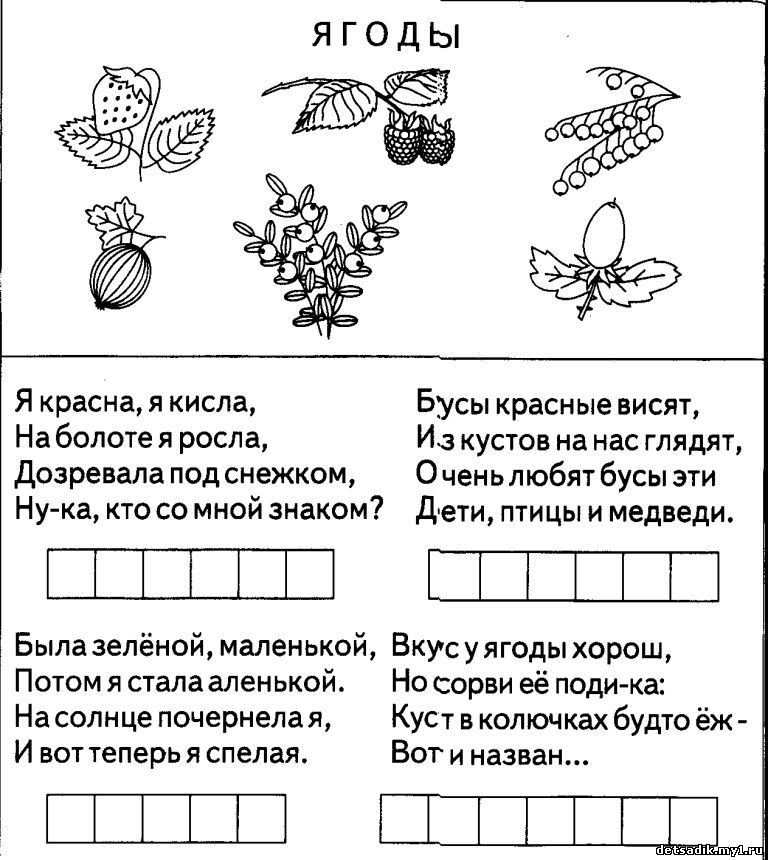 ЯГОДЫ
Я красна, я кисла,
На болоте я росла,
Дозревала под снежком,
Ну-ка, кто со мной знаком?
Бусы красные висят,
Из кустов на нас глядят,
Очень любят бусы эти
Дети, птицы и медведи.
Была зелёной, маленькой,
Потом я стала аленькой.
На солнце почернела я,
И вот теперь я спелая.
Вкус у ягоды хорош,
Но сорви её поди-ка:
Куст в колючках будто ёж -
Вот и назван...
detsadik.my1.ru